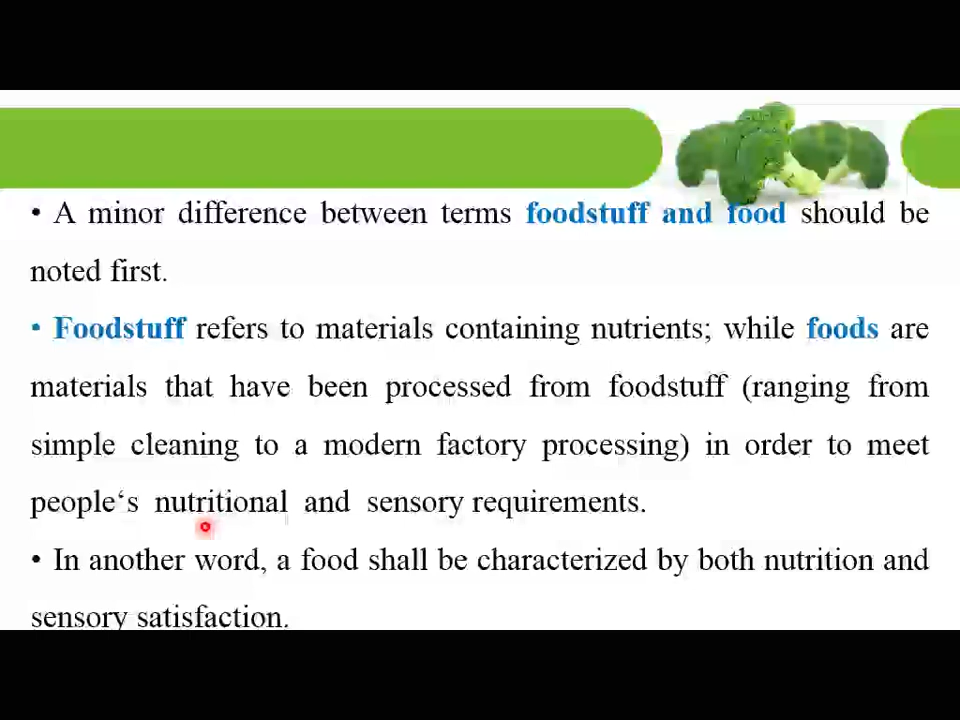 • A minor difference between terms foodstuff and food should be
noted first.
• Foodstuff refers to materials containing nutrients; while foods are
materials that have been processed from foodstuff (ranging from
simple cleaning to a modern factory processing) in order to meet
people‘s nutritional and sensory requirements.
• In another word, a food shall be characterized by both nutrition and
sensory satisfaction.